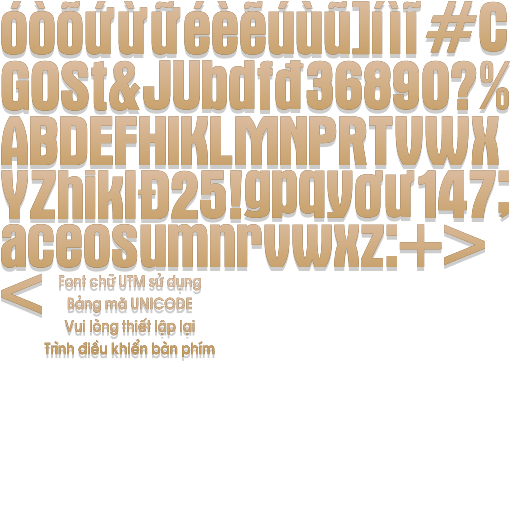 óòõứừữéèẽúùũ]íìĩ#C
GOSt&JUbdfđ36890?%
ABDEFHIKLMNPRTVWX
YZhiklĐ25!gpqyơư147;
aceosumnrvwxz:+>
<
Font chữ UTM sử dụng
Bảng mã UNICODE
Vui lòng thiết lập lại
Trình điều khiển bàn phím